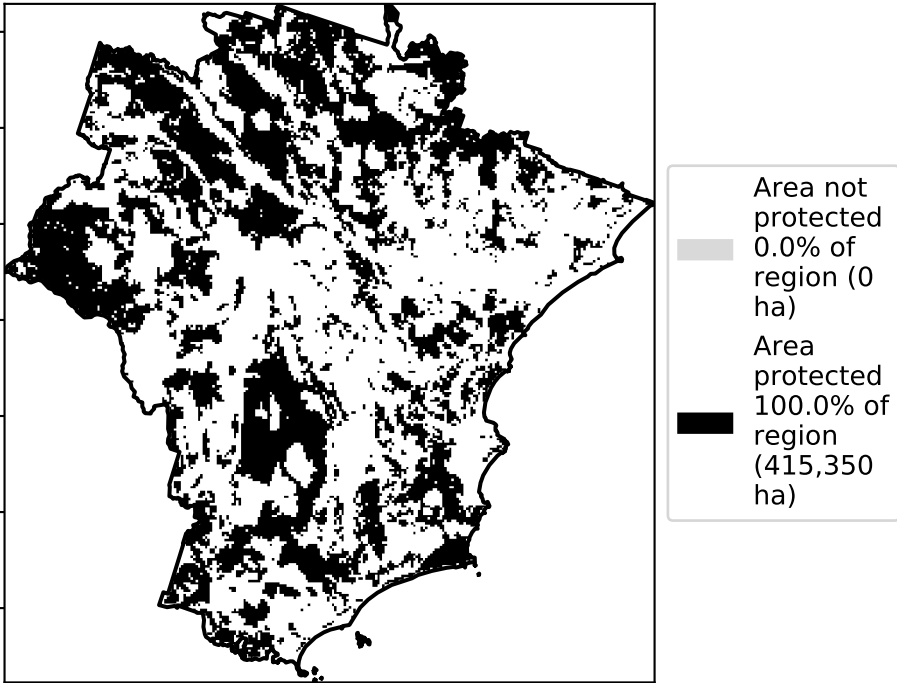 Area not
protected
0.0% of
region (0
ha)
Area
protected
100.0% of
region
(415,350
ha)